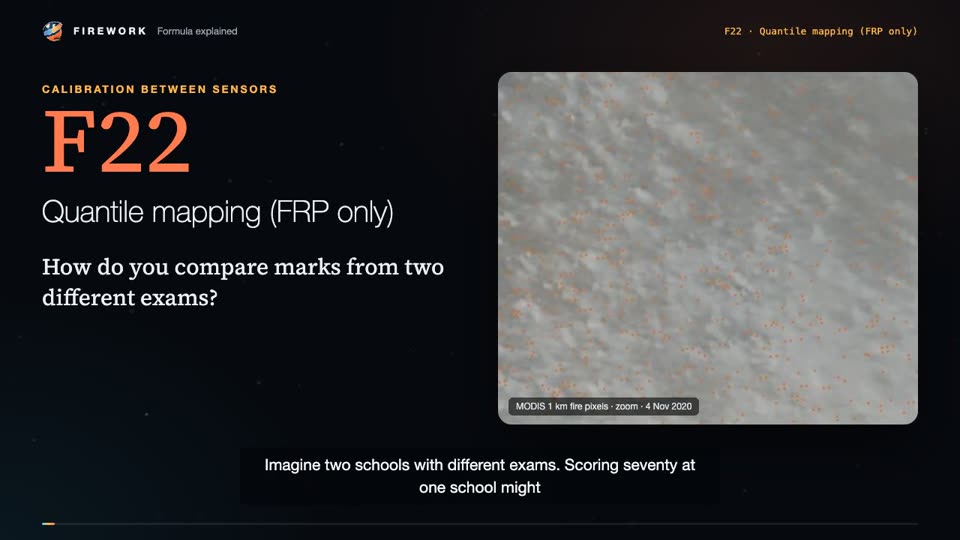 FIREWORK Formula explained
F22 · Quantile mapping (FRP only)
CALIBRATION BETWEEN SENSORS
F22
Quantile mapping (FRP only)
How do you compare marks from two
different exams?
MODIS 1 km fire pixels · zoom · 4 Nov 2020
Imagine two schools with different exams. Scoring seventy at
one school might